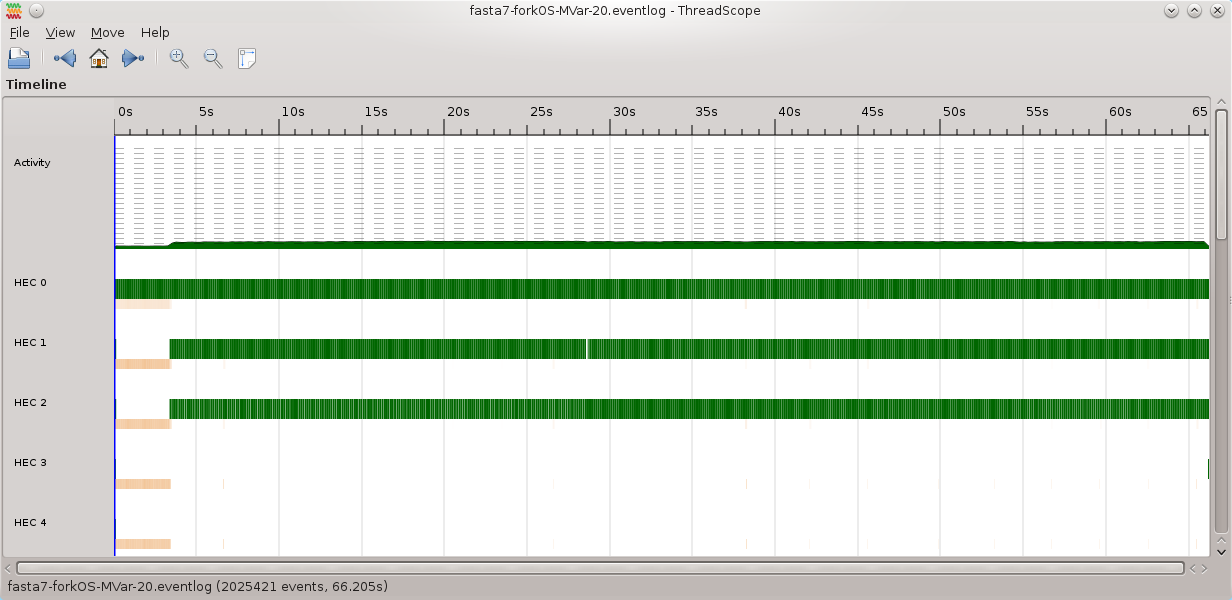 fasta7-forkOS-MVar-20.eventlog - ThreadScope
File View Move Help
Timeline
0s 5s 10s 15s 20s 25s 30s 35s 40s 45s 50s 55s 60s 65
Activity
HEC 0
HEC 1
HEC 2
HEC 3
HEC 4
fasta7-forkOS-MVar-20.eventlog (2025421 events, 66.205s)